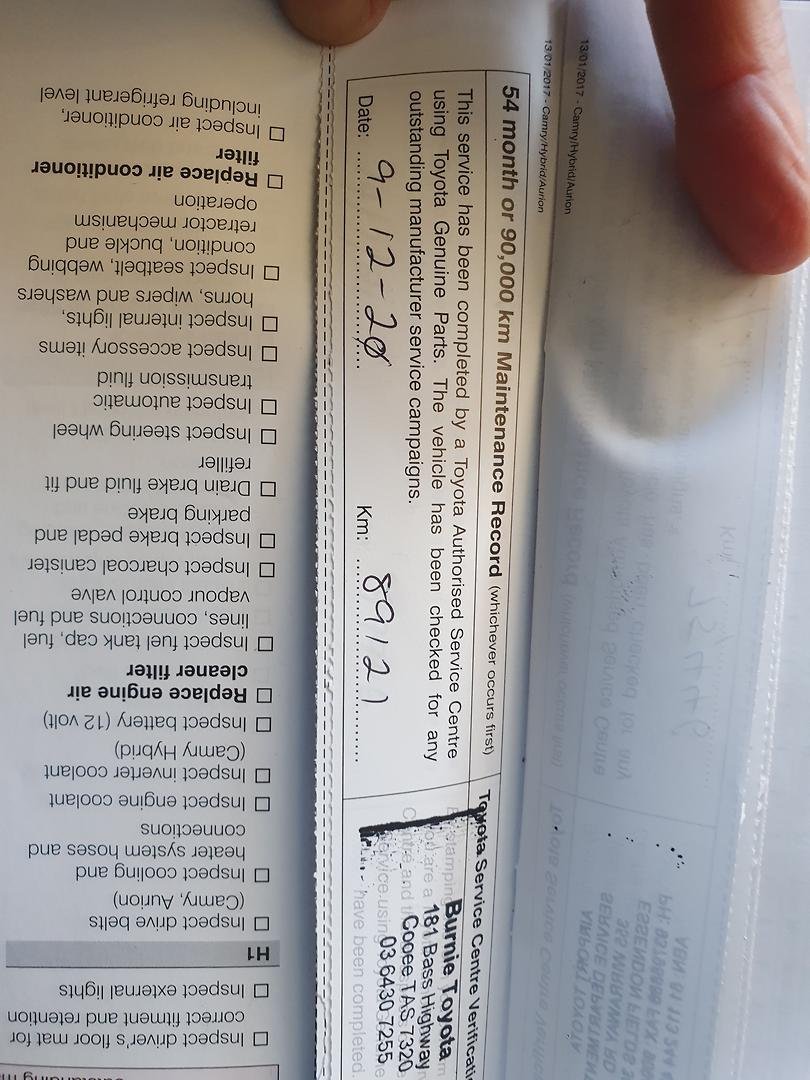 13/01/2017 - Camry/Hybrid/Aurion
13/01/2017 - Camry/Hybrid/Aurion
54 month or 90,000 km Maintenance Record (whichever occurs first)
This service has been completed by a Toyota Authorised Service Centre
using Toyota Genuine Parts. The vehicle has been checked for any
outstanding manufacturer service campaigns.
Date: 9-12-20
Km: 89121
Toyota Service Centre Verificati
Burnie Toyota
181 Bass Highway
Cooee TAS 7320
03 6430 7255
have been completed.
Inspect driver's floor mat for
correct fitment and retention
Inspect external lights
H1
Inspect drive belts
(Camry, Aurion)
Inspect cooling and
heater system hoses and
connections
Inspect engine coolant
Inspect inverter coolant
(Camry Hybrid)
Inspect battery (12 volt)
Replace engine air
cleaner filter
Inspect fuel tank cap, fuel
lines, connections and fuel
vapour control valve
Inspect charcoal canister
Inspect brake pedal and
parking brake
Drain brake fluid and fit
refiller
Inspect steering wheel
Inspect automatic
transmission fluid
Inspect accessory items
Inspect internal lights,
horns, wipers and washers
Inspect seatbelt, webbing
condition, buckle and
retractor mechanism
operation
Replace air conditioner
filter
Inspect air conditioner,
including refrigerant level